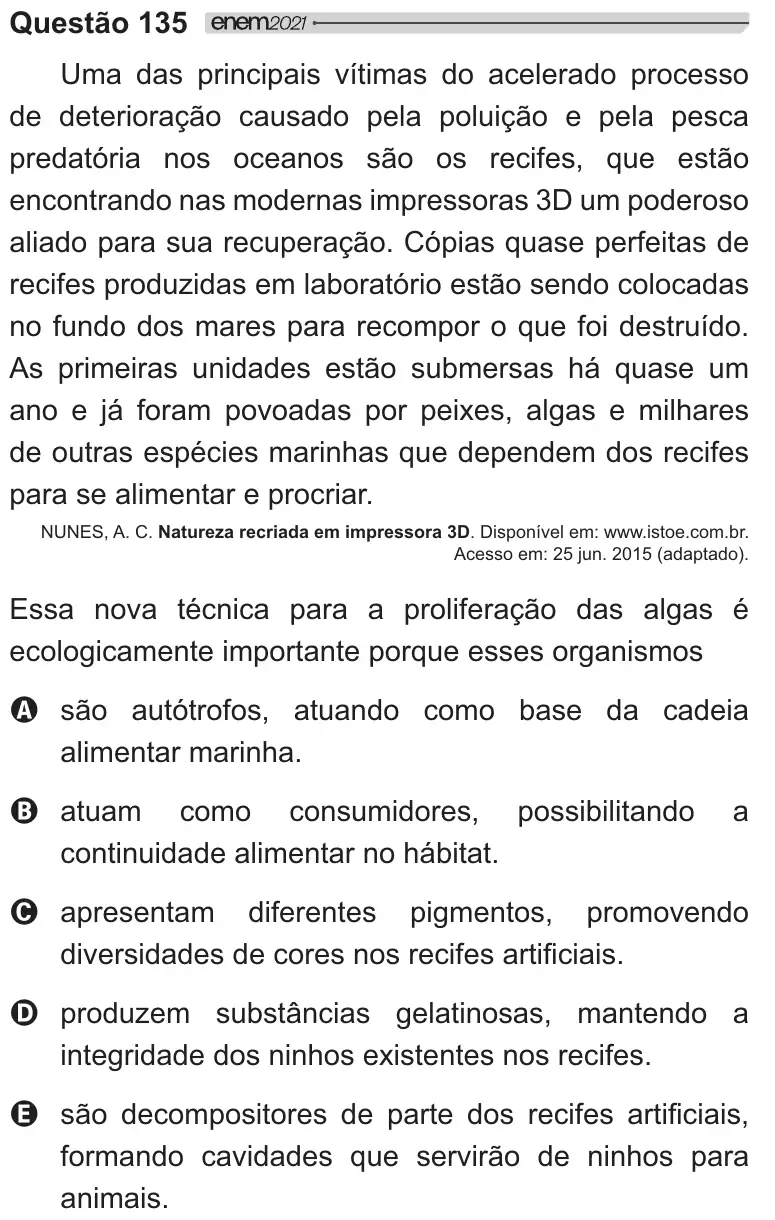 Questão 135 enem2021
Uma das principais vítimas do acelerado processo
de deterioração causado pela poluição e pela pesca
predatória nos oceanos são os recifes, que estão
encontrando nas modernas impressoras 3D um poderoso
aliado para sua recuperação. Cópias quase perfeitas de
recifes produzidas em laboratório estão sendo colocadas
no fundo dos mares para recompor o que foi destruído.
As primeiras unidades estão submersas há quase um
ano e já foram povoadas por peixes, algas e milhares
de outras espécies marinhas que dependem dos recifes
para se alimentar e procriar.
NUNES, A. C. Natureza recriada em impressora 3D. Disponível em: www.istoe.com.br.
Acesso em: 25 jun. 2015 (adaptado).
Essa nova técnica para a proliferação das algas é
ecologicamente importante porque esses organismos
A são autótrofos, atuando como base da cadeia
alimentar marinha.
B atuam como consumidores, possibilitando a
continuidade alimentar no hábitat.
C apresentam diferentes pigmentos, promovendo
diversidades de cores nos recifes artificiais.
D produzem substâncias gelatinosas, mantendo a
integridade dos ninhos existentes nos recifes.
E são decompositores de parte dos recifes artificiais,
formando cavidades que servirão de ninhos para
animais.